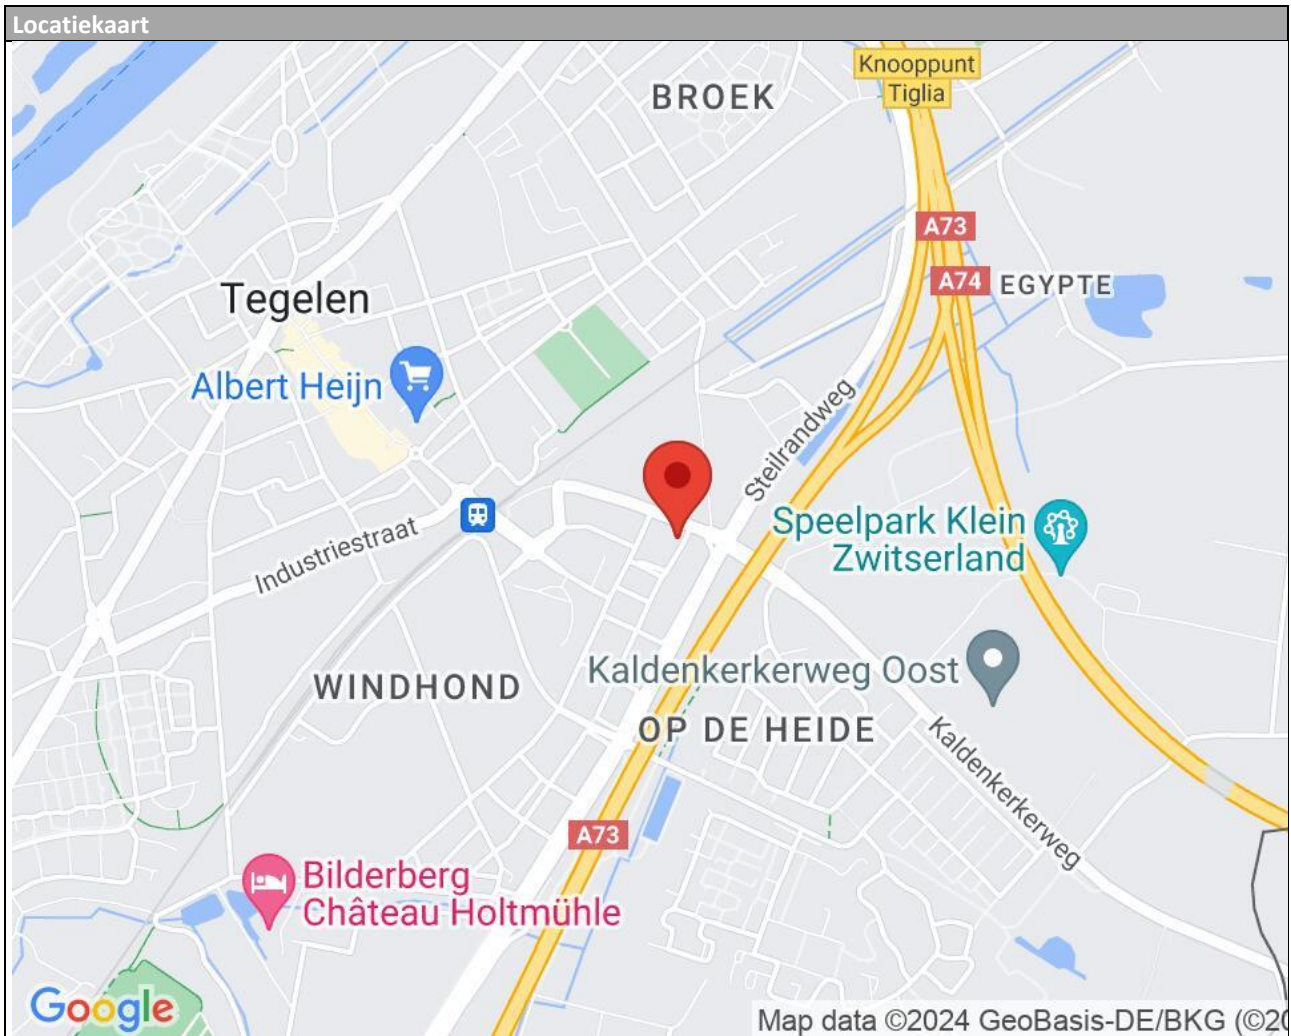 Locatiekaart
Knooppunt
Tiglia
BROEK
A73
A74
EGYPTE
Tegelen
Albert Heijn
Steilrandweg
Industriestraat
Speelpark Klein
Zwitserland
Kaldenkerkerweg Oost
WINDHOND
OP DE HEIDE
Kaldenkerkerweg
A73
Bilderberg
Château Holtmühle
Google
Map data ©2024 GeoBasis-DE/BKG (©20